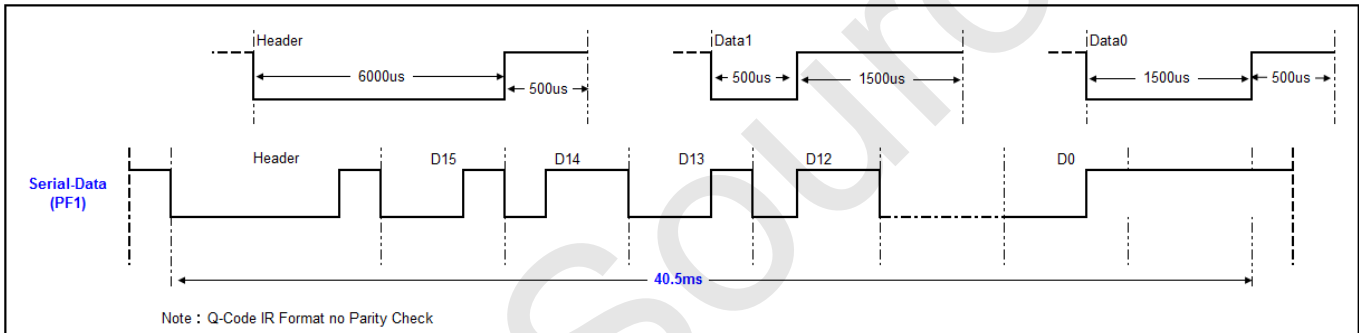 Header
Data1
Data0
6000us
500us
500us
1500us
1500us
500us
Header
D15
D14
D13
D12
D0
Serial-Data
(PF1)
40.5ms
Note : Q-Code IR Format no Parity Check